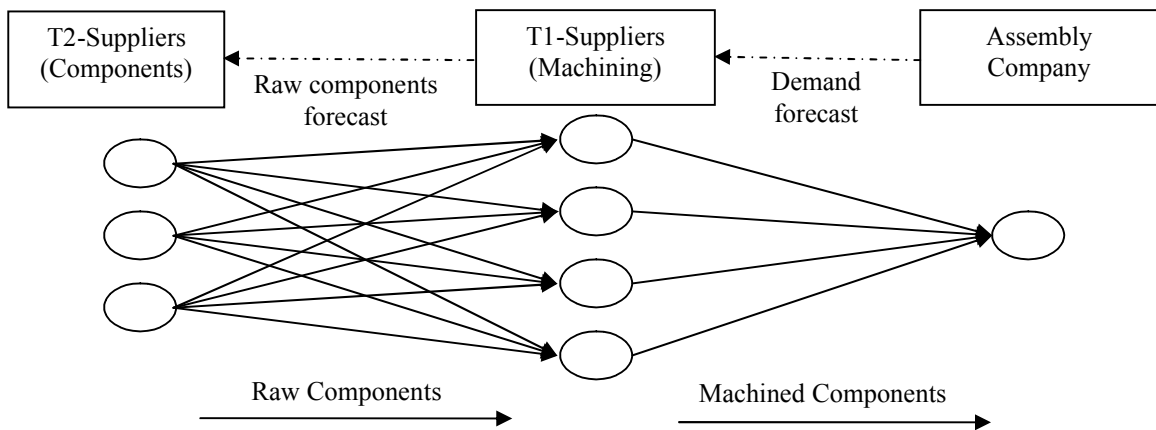 T2-Suppliers
(Components)
T1-Suppliers
(Machining)
Assembly
Company
Raw components
forecast
Demand
forecast
Raw Components
Machined Components